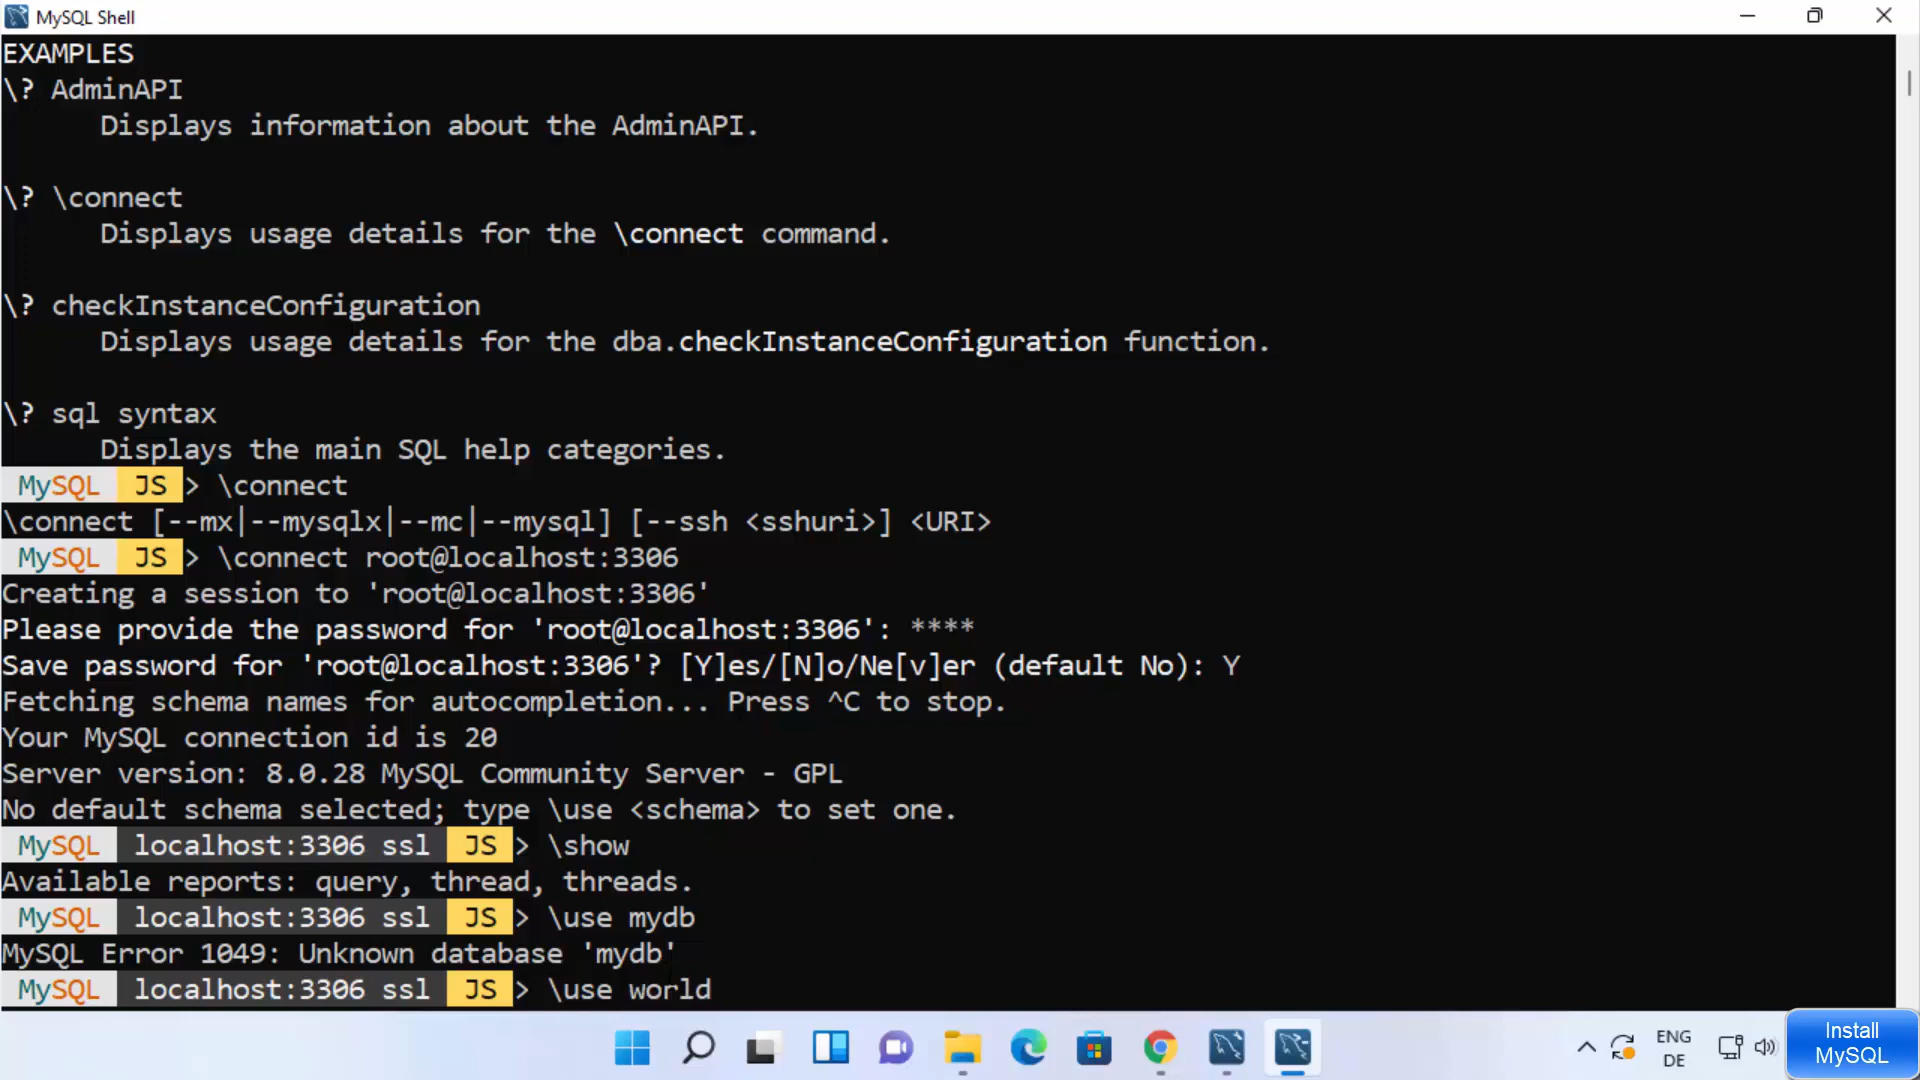 MySQL Shell
EXAMPLES
\? AdminAPI
Displays information about the AdminAPI.
\? \connect
Displays usage details for the \connect command.
\? checkInstanceConfiguration
Displays usage details for the dba.checkInstanceConfiguration function.
\? sql syntax
Displays the main SQL help categories.
MySQL JS > \connect
\connect [--mx|--mysqlx|--mc|--mysql] [--ssh <sshuri>] <URI>
MySQL JS > \connect root@localhost:3306
Creating a session to 'root@localhost:3306'
Please provide the password for 'root@localhost:3306': ****
Save password for 'root@localhost:3306'? [Y]es/[N]o/Ne[v]er (default No): Y
Fetching schema names for autocompletion... Press ^C to stop.
Your MySQL connection id is 20
Server version: 8.0.28 MySQL Community Server - GPL
No default schema selected; type \use <schema> to set one.
MySQL localhost:3306 ssl JS > \show
Available reports: query, thread, threads.
MySQL localhost:3306 ssl JS > \use mydb
MySQL Error 1049: Unknown database 'mydb'
MySQL localhost:3306 ssl JS > \use world
ENG
DE
Install
MySQL